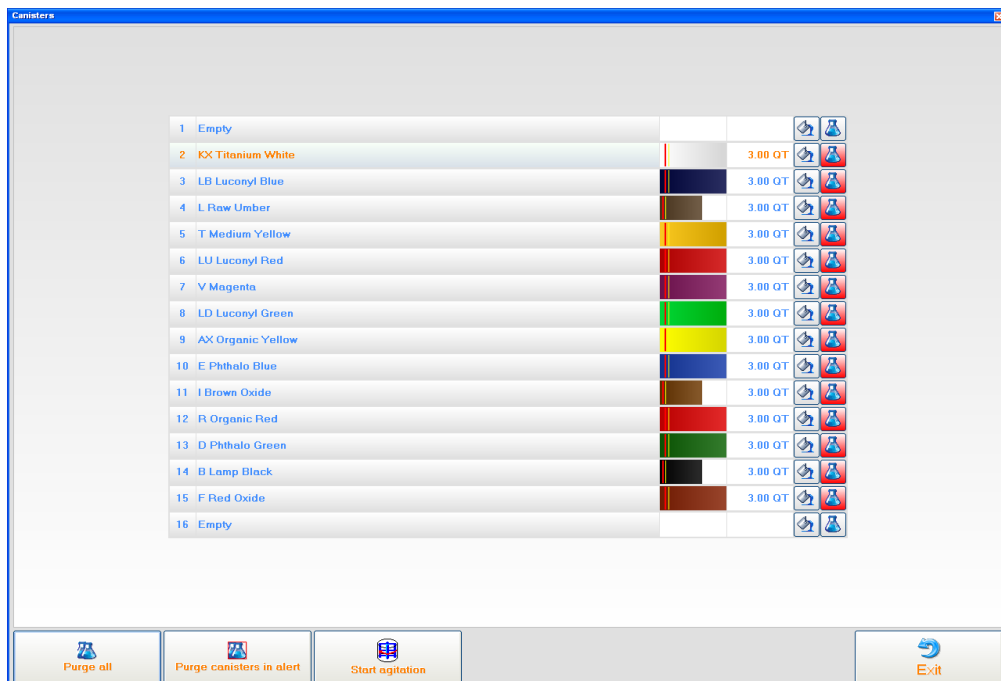 Canisters
1 Empty
2 KX Titanium White 3.00 QT
3 LB Luconyl Blue 3.00 QT
4 L Raw Umber 3.00 QT
5 T Medium Yellow 3.00 QT
6 LU Luconyl Red 3.00 QT
7 V Magenta 3.00 QT
8 LD Luconyl Green 3.00 QT
9 AX Organic Yellow 3.00 QT
10 E Phthalo Blue 3.00 QT
11 I Brown Oxide 3.00 QT
12 R Organic Red 3.00 QT
13 D Phthalo Green 3.00 QT
14 B Lamp Black 3.00 QT
15 F Red Oxide 3.00 QT
16 Empty
Purge all
Purge canisters in alert
Start agitation
Exit